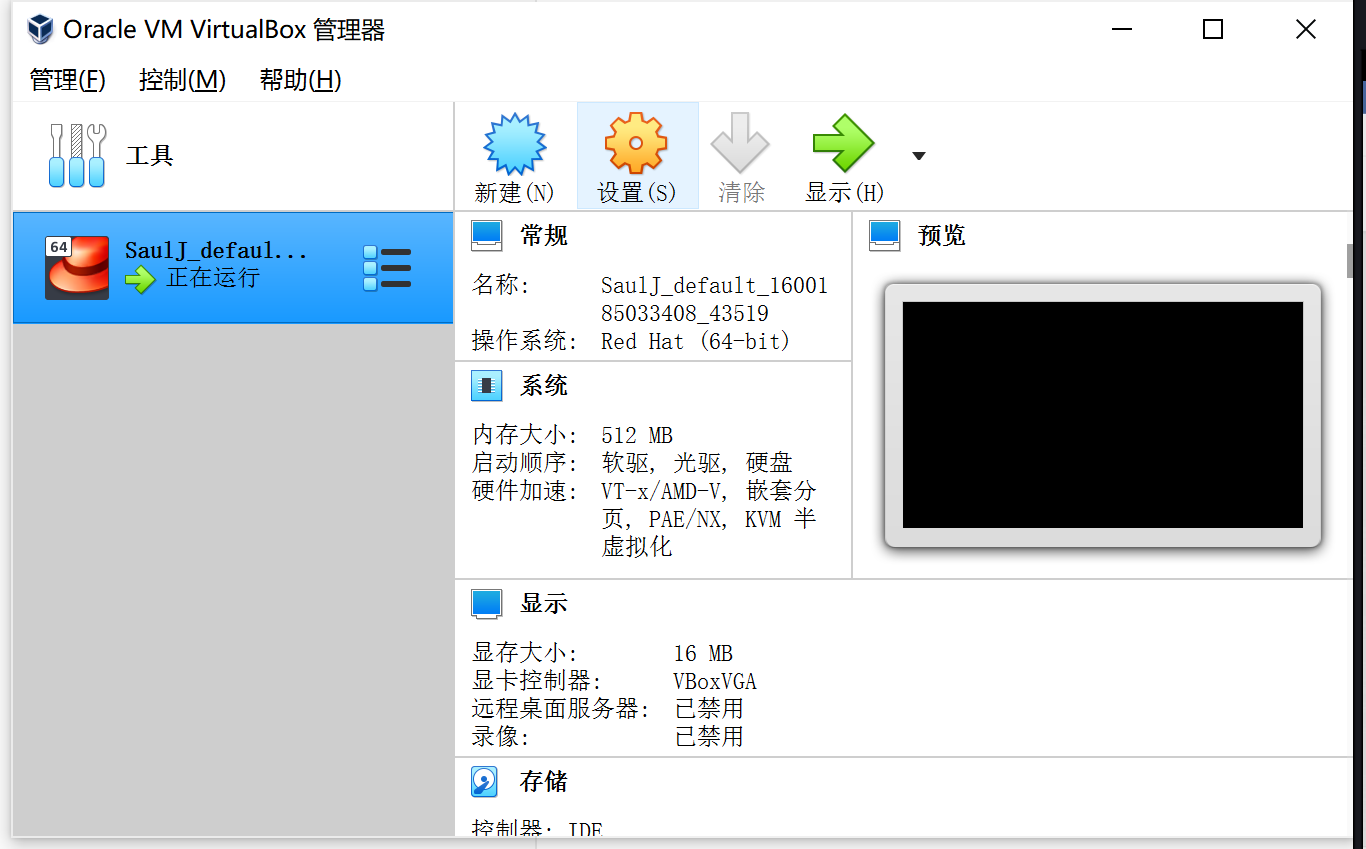 Oracle VM VirtualBox 管理器
管理(F) 控制(M) 帮助(H)
工具
新建(N) 设置(S) 清除 显示(H)
64
SaulJ_defaul...
正在运行
常规
名称: SaulJ_default_16001
85033408_43519
操作系统: Red Hat (64-bit)
系统
内存大小: 512 MB
启动顺序: 软驱, 光驱, 硬盘
硬件加速: VT-x/AMD-V, 嵌套分
页, PAE/NX, KVM 半
虚拟化
预览
显示
显存大小: 16 MB
显卡控制器: VBoxVGA
远程桌面服务器: 已禁用
录像: 已禁用
存储
控制器: IDE